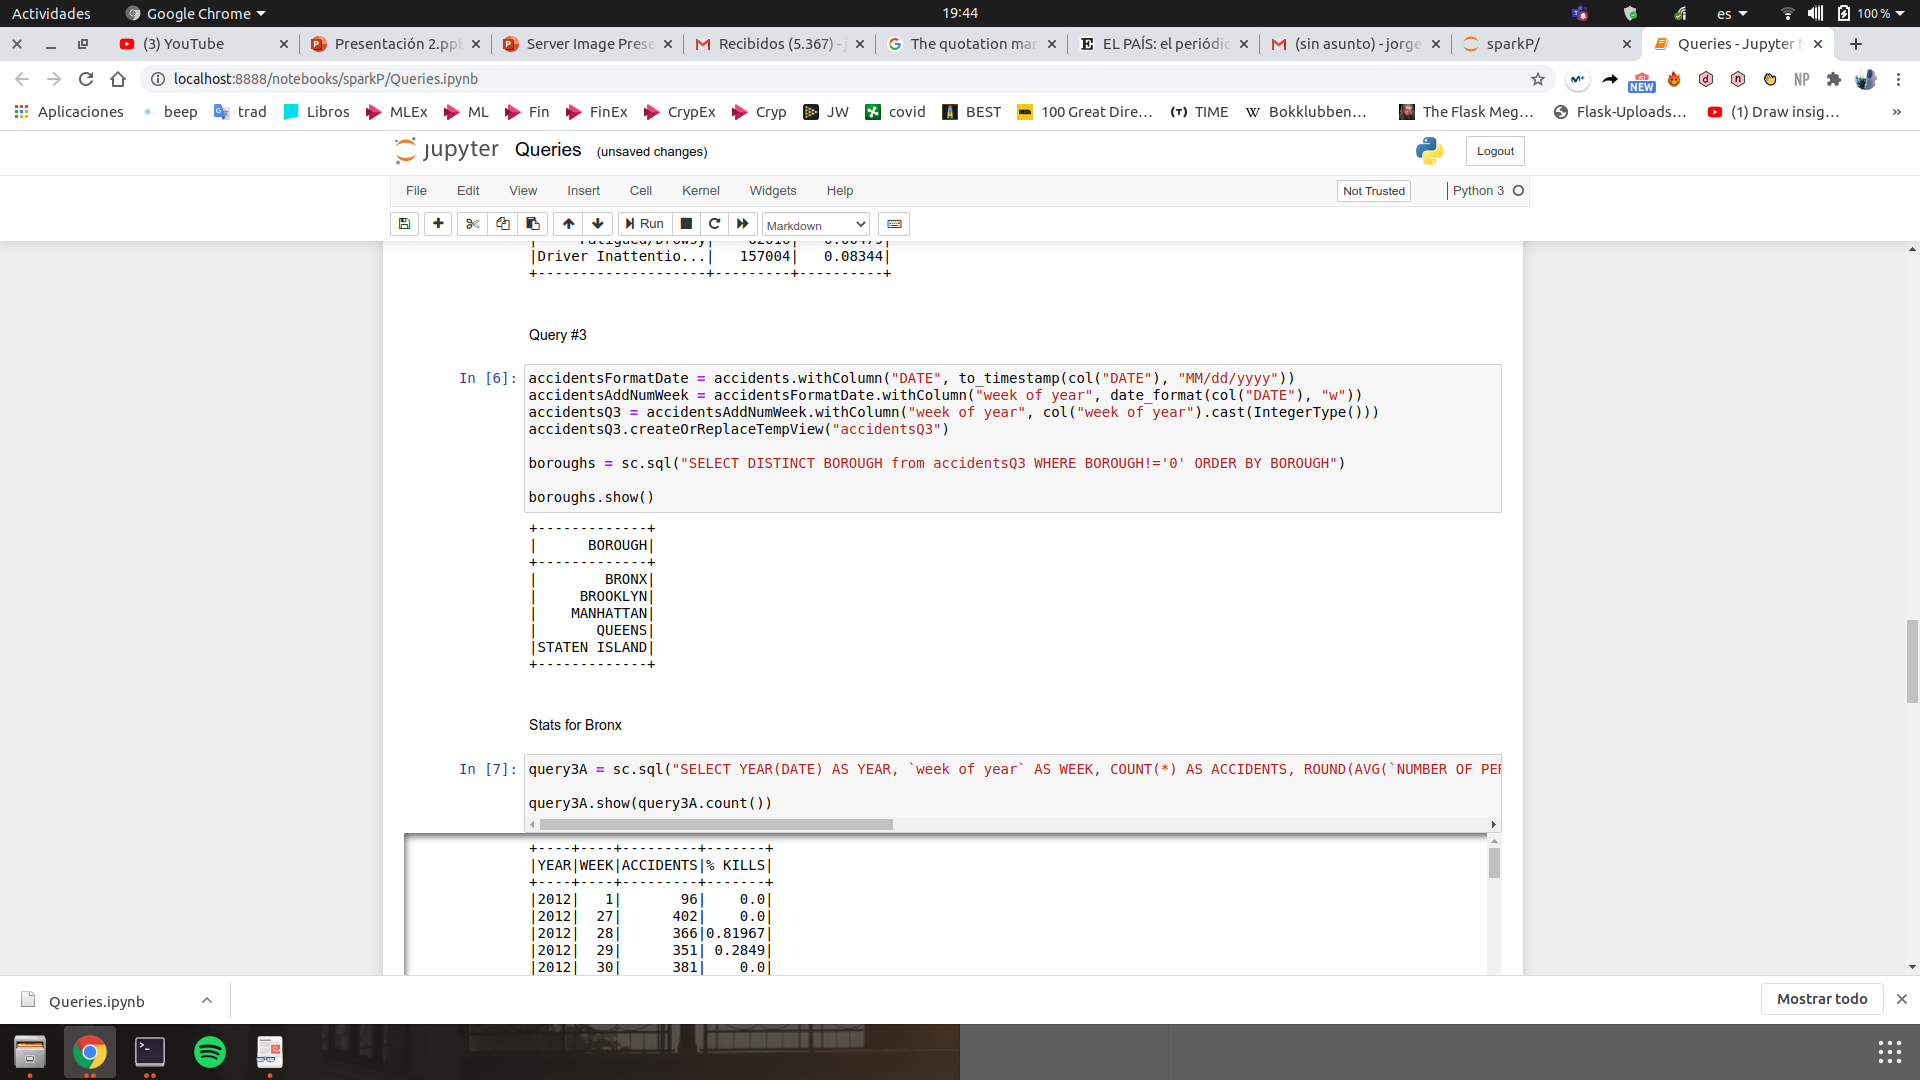 Actividades
Google Chrome
19:44
es
100 %
(3) YouTube
Presentación 2.ppt
Server Image Prese
Recibidos (5.367) -
The quotation mar
EL PAÍS: el periódic
(sin asunto) - jorge
sparkP/
Queries - Jupyter
localhost:8888/notebooks/sparkP/Queries.ipynb
NEW
NP
Aplicaciones
beep
trad
Libros
MLEx
ML
Fin
FinEx
CrypEx
Cryp
JW
covid
BEST
100 Great Dire…
TIME
Bokklubben…
The Flask Meg…
Flask-Uploads…
(1) Draw insig…
»
jupyter Queries (unsaved changes)
Logout
File Edit View Insert Cell Kernel Widgets Help
Not Trusted
Python 3
Run
Markdown
|Driver Inattentio...|   157004|   0.08344|
+--------------------+---------+----------+
Query #3
In [6]:
accidentsFormatDate = accidents.withColumn("DATE", to_timestamp(col("DATE"), "MM/dd/yyyy"))
accidentsAddNumWeek = accidentsFormatDate.withColumn("week of year", date_format(col("DATE"), "w"))
accidentsQ3 = accidentsAddNumWeek.withColumn("week of year", col("week of year").cast(IntegerType()))
accidentsQ3.createOrReplaceTempView("accidentsQ3")
boroughs = sc.sql("SELECT DISTINCT BOROUGH from accidentsQ3 WHERE BOROUGH!='0' ORDER BY BOROUGH")
boroughs.show()
+-------------+
|      BOROUGH|
+-------------+
|        BRONX|
|     BROOKLYN|
|    MANHATTAN|
|       QUEENS|
|STATEN ISLAND|
+-------------+
Stats for Bronx
In [7]:
query3A = sc.sql("SELECT YEAR(DATE) AS YEAR, `week of year` AS WEEK, COUNT(*) AS ACCIDENTS, ROUND(AVG(`NUMBER OF PER
query3A.show(query3A.count())
+----+----+---------+-------+
|YEAR|WEEK|ACCIDENTS|% KILLS|
+----+----+---------+-------+
|2012|   1|       96|    0.0|
|2012|  27|      402|    0.0|
|2012|  28|      366|0.81967|
|2012|  29|      351| 0.2849|
|2012|  30|      381|    0.0|
Queries.ipynb
Mostrar todo